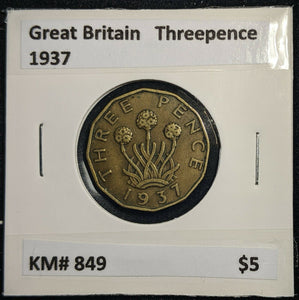 Great Britain Threepence
1937
THREE PENCE
1937
KM# 849 $5